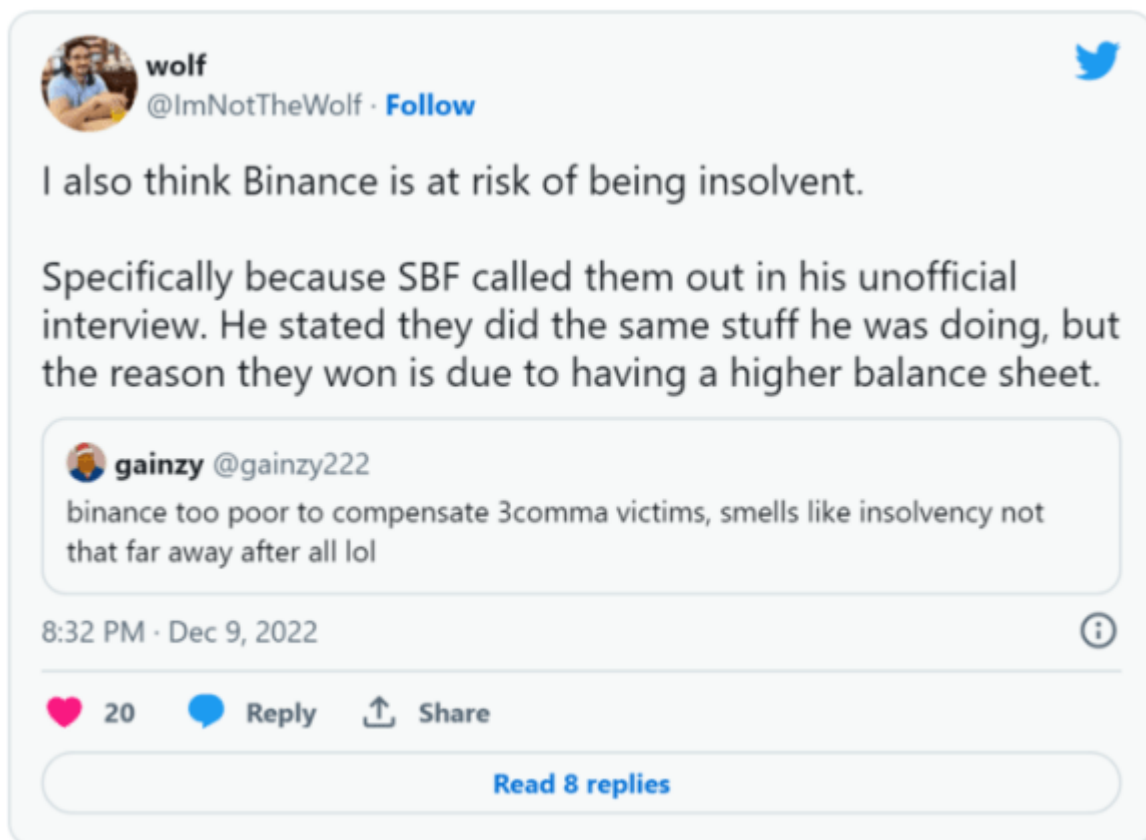 wolf
@ImNotTheWolf · Follow
I also think Binance is at risk of being insolvent.
Specifically because SBF called them out in his unofficial
interview. He stated they did the same stuff he was doing, but
the reason they won is due to having a higher balance sheet.
gainzy @gainzy222
binance too poor to compensate 3comma victims, smells like insolvency not
that far away after all lol
8:32 PM · Dec 9, 2022
20 Reply Share
Read 8 replies